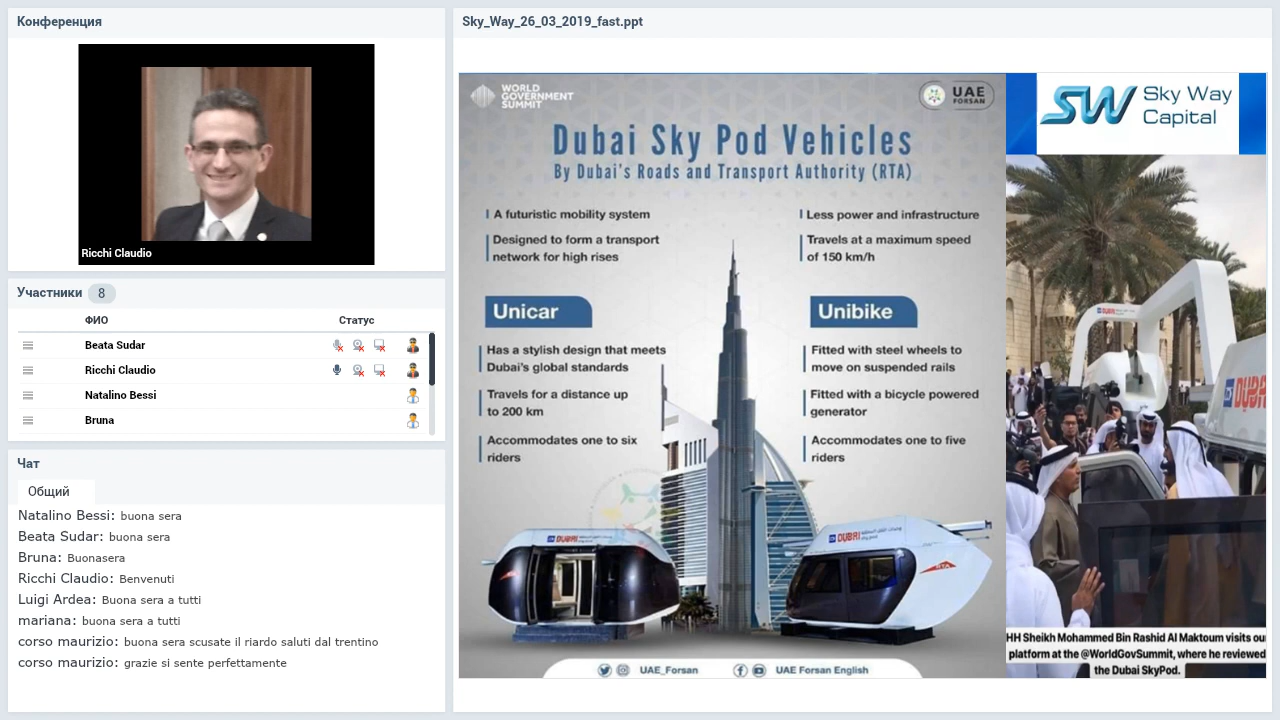 Конференция
Ricchi Claudio
Участники 8
ФИО Статус
Beata Sudar
Ricchi Claudio
Natalino Bessi
Bruna
Чат
Общий
Natalino Bessi: buona sera
Beata Sudar: buona sera
Bruna: Buonasera
Ricchi Claudio: Benvenuti
Luigi Ardea: Buona sera a tutti
mariana: buona sera a tutti
corso maurizio: buona sera scusate il riardo saluti dal trentino
corso maurizio: grazie si sente perfettamente
Sky_Way_26_03_2019_fast.ppt
WORLD
GOVERNMENT
SUMMIT
UAE
FORSAN
Dubai Sky Pod Vehicles
By Dubai's Roads and Transport Authority (RTA)
A futuristic mobility system
Designed to form a transport
network for high rises
Less power and infrastructure
Travels at a maximum speed
of 150 km/h
Unicar
Has a stylish design that meets
Dubai's global standards
Travels for a distance up
to 200 km
Accommodates one to six
riders
Unibike
Fitted with steel wheels to
move on suspended rails
Fitted with a bicycle powered
generator
Accommodates one to five
riders
DUBAI
DUBAI
RTA
UAE_Forsan
UAE Forsan English
SW Sky Way
Capital
DUBAI
DUBA
HH Sheikh Mohammed Bin Rashid Al Maktoum visits ou
platform at the @WorldGovSummit, where he reviewed
the Dubai SkyPod.